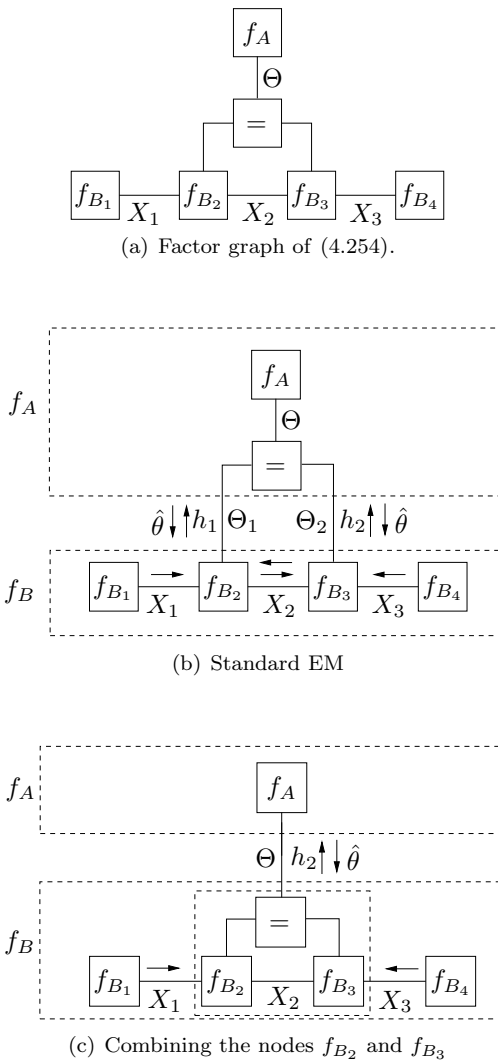 f_A
Θ
=
f_{B_1} f_{B_2} f_{B_3} f_{B_4}
X_1 X_2 X_3
(a) Factor graph of (4.254).
f_A
f_A
Θ
=
θ̂ h_1 Θ_1 Θ_2 h_2 θ̂
f_B
f_{B_1} f_{B_2} f_{B_3} f_{B_4}
X_1 X_2 X_3
(b) Standard EM
f_A
f_A
Θ h_2 θ̂
=
f_B
f_{B_1} f_{B_2} f_{B_3} f_{B_4}
X_1 X_2 X_3
(c) Combining the nodes f_{B_2} and f_{B_3}